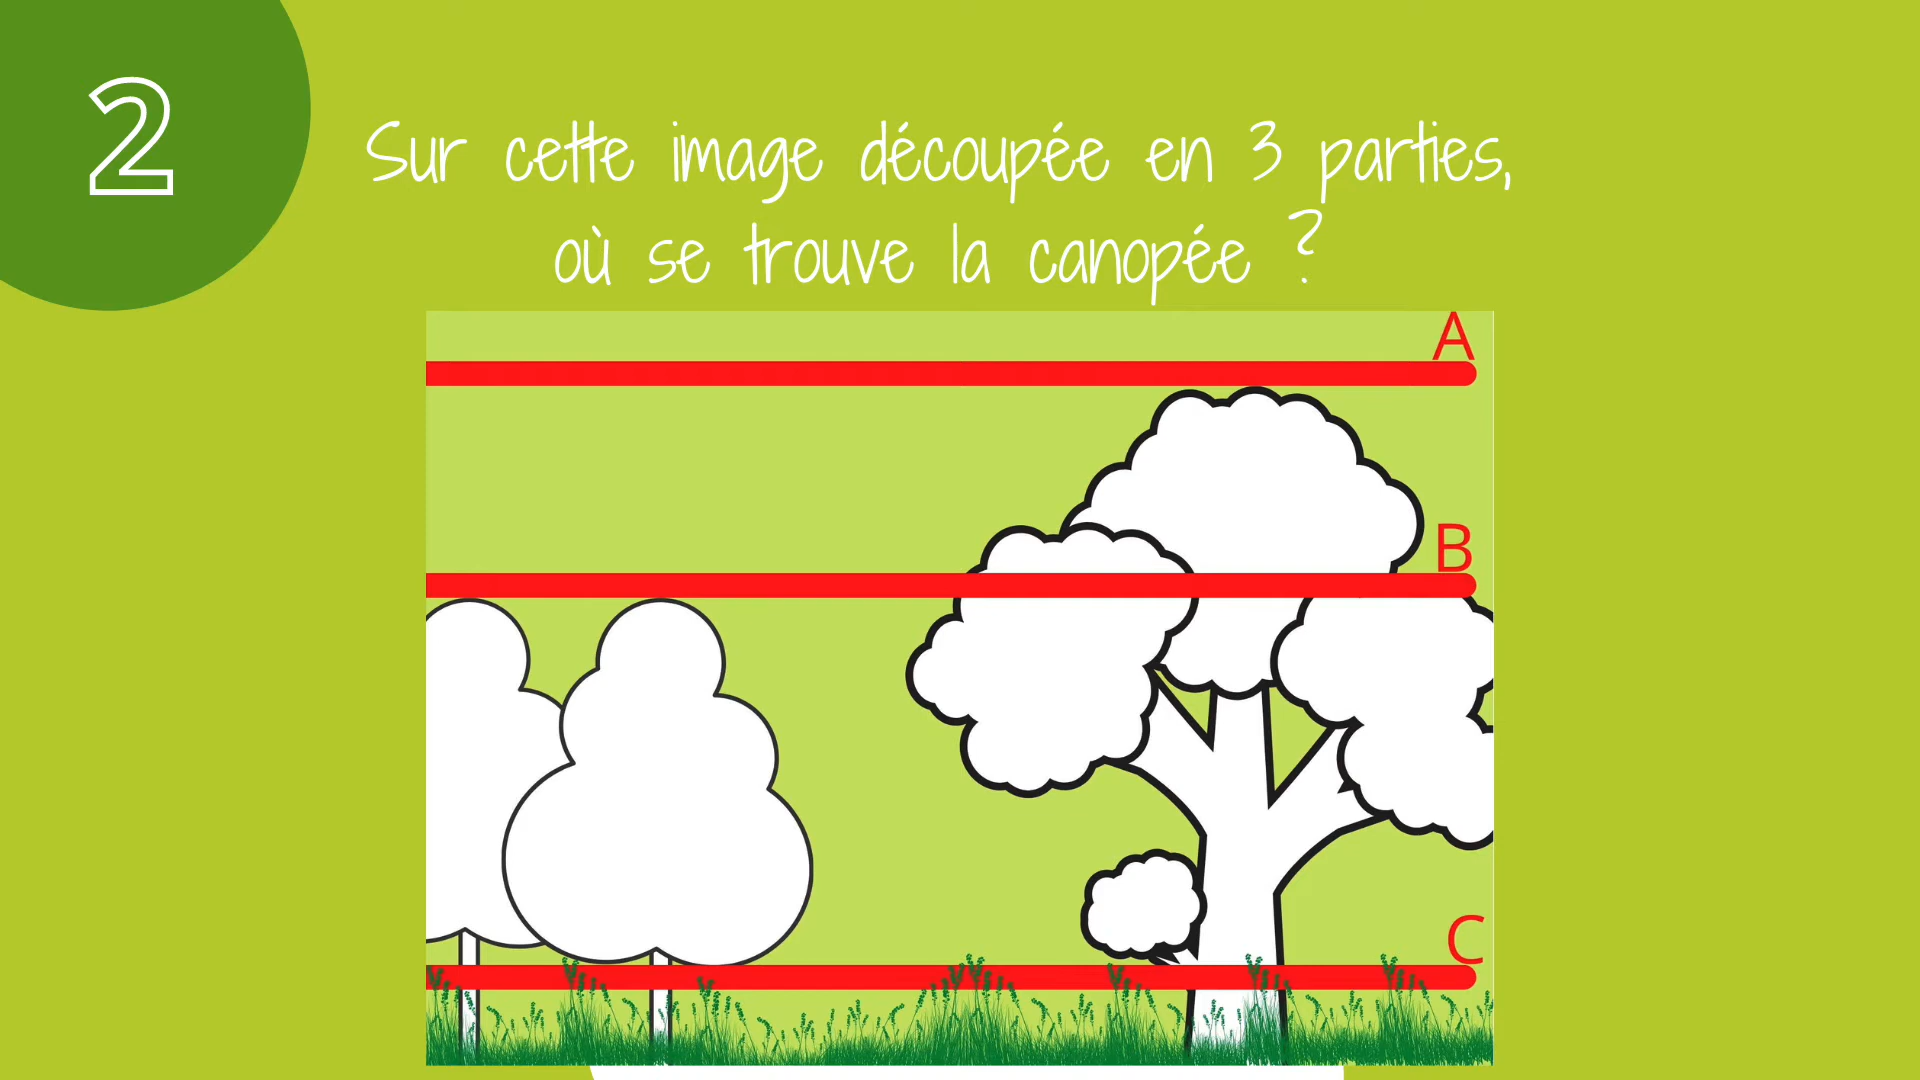 2
Sur cette image découpée en 3 parties,
où se trouve la canopée ?
A
B
C